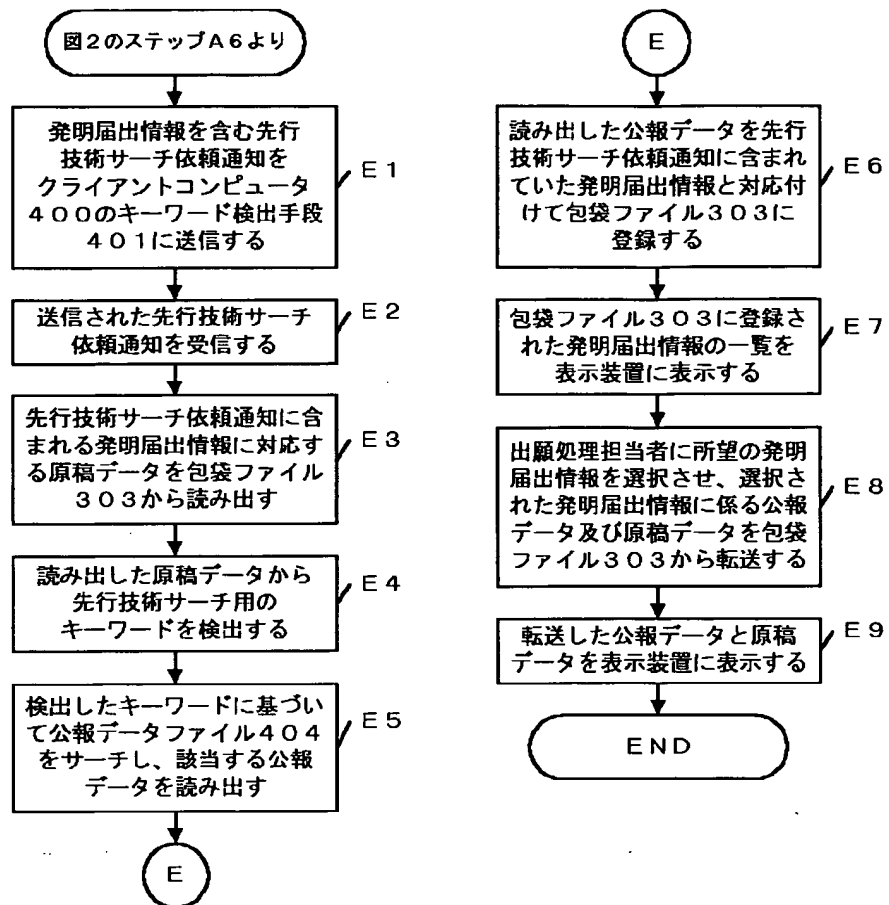 図2のステップA6より
発明届出情報を含む先行
技術サーチ依頼通知を
クライアントコンピュータ
400のキーワード検出手段
401に送信する
E1
送信された先行技術サーチ
依頼通知を受信する
E2
先行技術サーチ依頼通知に含
まれる発明届出情報に対応す
る原稿データを包袋ファイル
303から読み出す
E3
読み出した原稿データから
先行技術サーチ用の
キーワードを検出する
E4
検出したキーワードに基づい
て公報データファイル404
をサーチし、該当する公報
データを読み出す
E5
E
E
読み出した公報データを先行
技術サーチ依頼通知に含まれ
ていた発明届出情報と対応付
けて包袋ファイル303に
登録する
E6
包袋ファイル303に登録さ
れた発明届出情報の一覧を
表示装置に表示する
E7
出願処理担当者に所望の発明
届出情報を選択させ、選択さ
れた発明届出情報に係る公報
データ及び原稿データを包袋
ファイル303から転送する
E8
転送した公報データと原稿
データを表示装置に表示する
E9
END